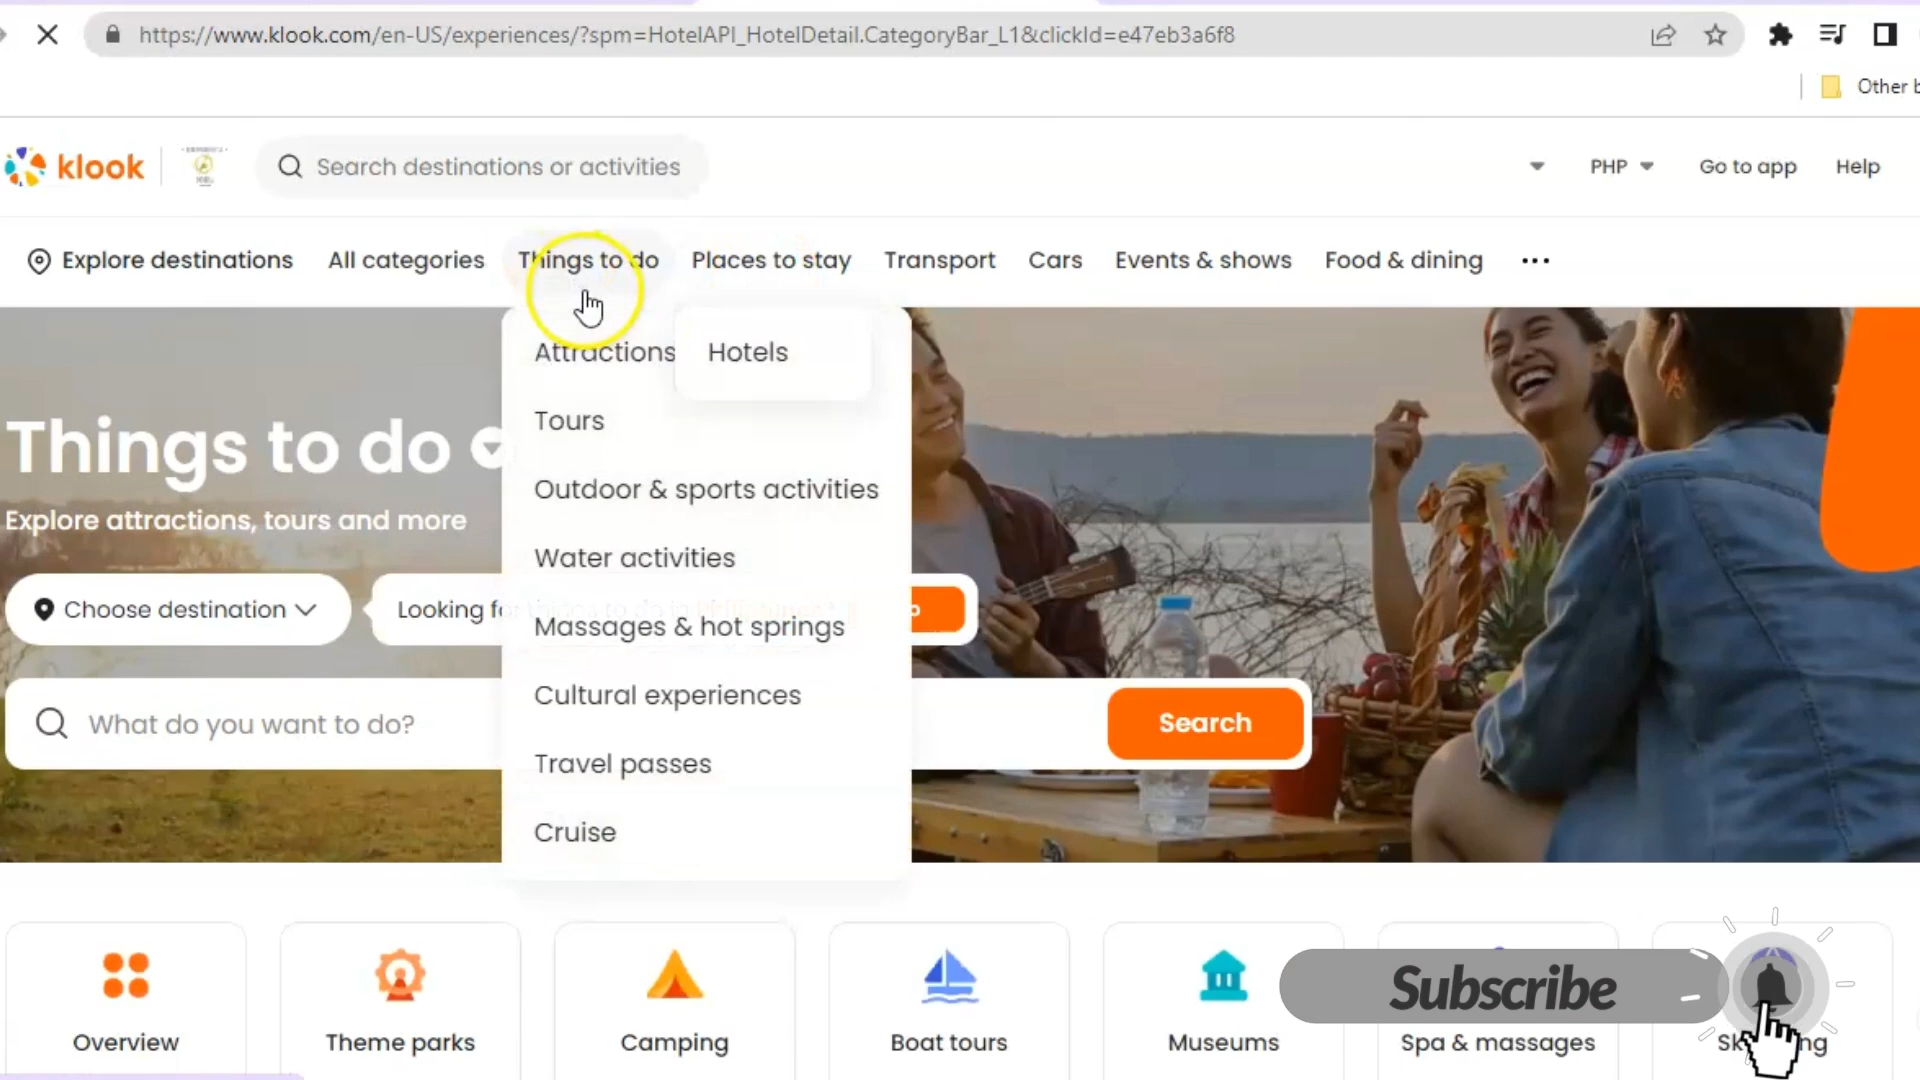 https://www.klook.com/en-US/experiences/?spm=HotelAPI_HotelDetail.CategoryBar_L1&clickId=e47eb3a6f8
Other b
klook
Search destinations or activities
PHP
Go to app
Help
Explore destinations
All categories
Things to do
Places to stay
Transport
Cars
Events & shows
Food & dining
Attractions
Hotels
Tours
Outdoor & sports activities
Water activities
Massages & hot springs
Cultural experiences
Travel passes
Cruise
Things to do
Explore attractions, tours and more
Choose destination
Looking for
What do you want to do?
Search
Overview
Theme parks
Camping
Boat tours
Museums
Spa & massages
Subscribe